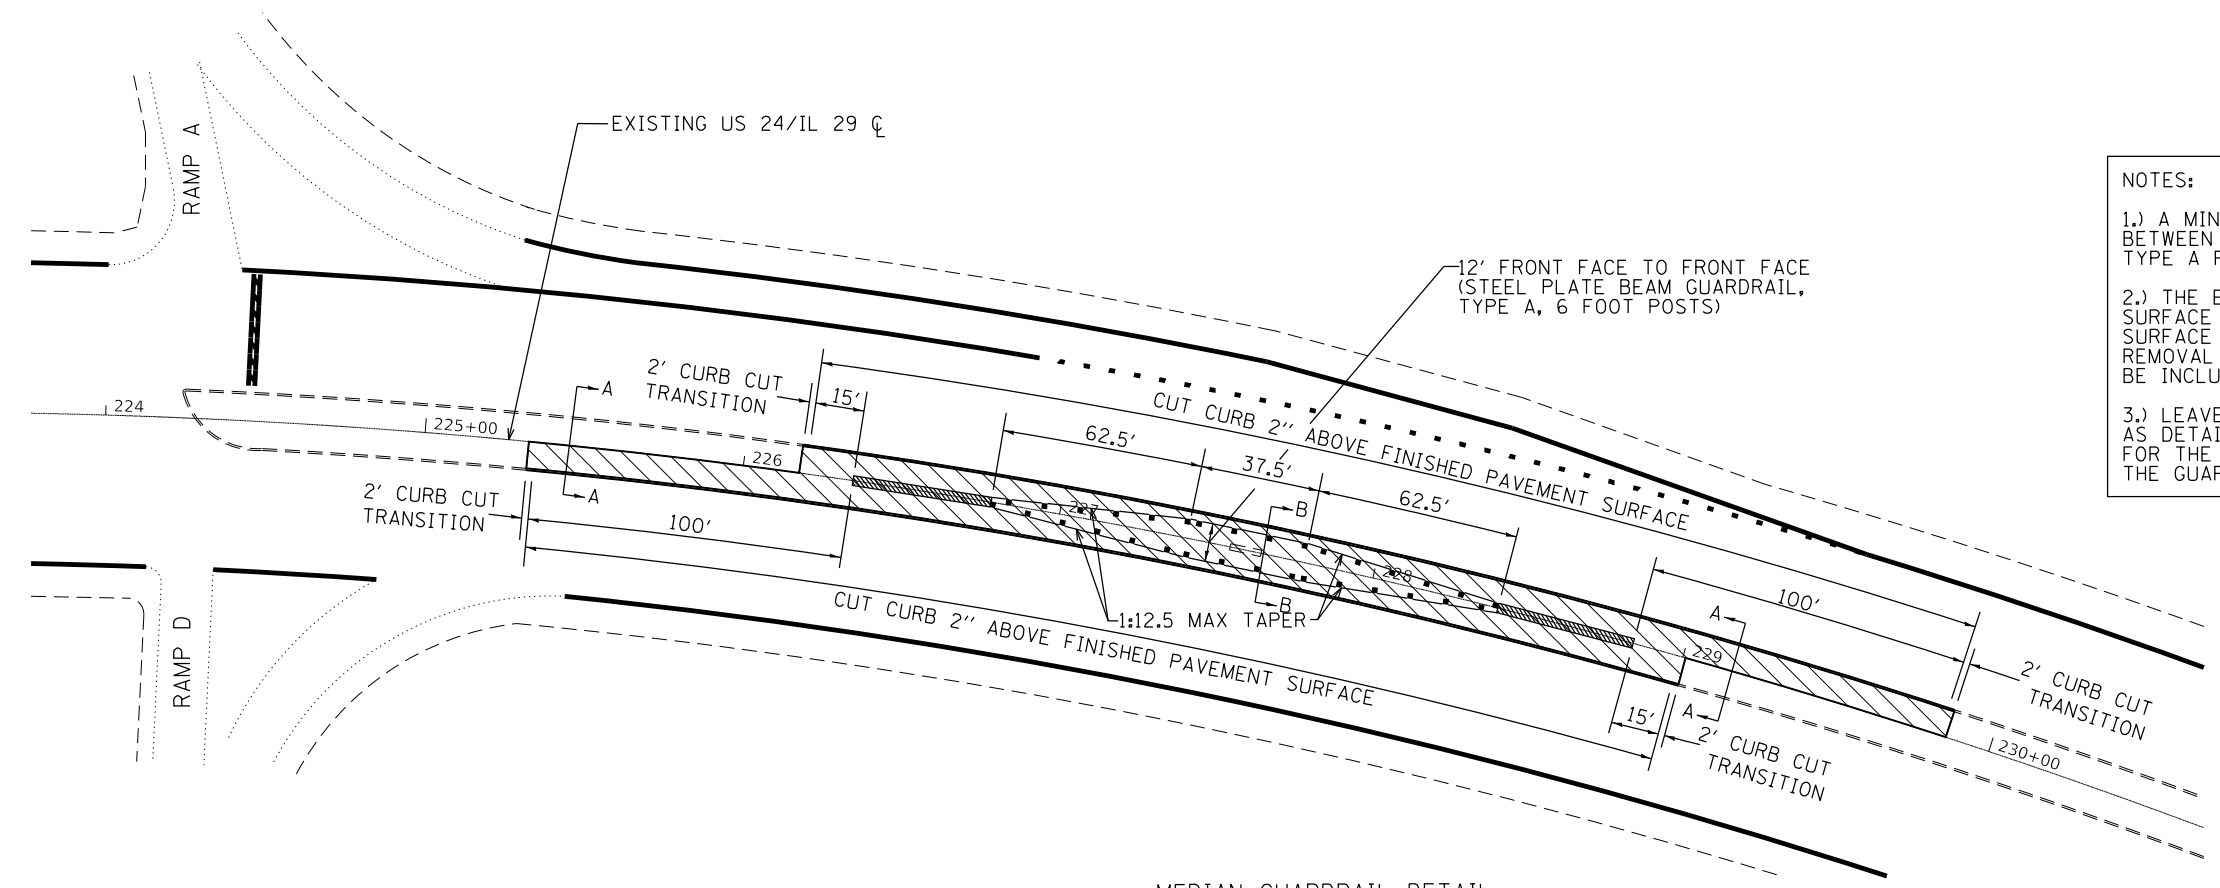 EXISTING US 24/IL 29 ℄
RAMP A
NOTES:
1.) A MIN
BETWEEN
TYPE A
2.) THE
SURFACE
SURFACE
REMOVAL
BE INCLU
3.) LEAVE
AS DETAI
FOR THE
THE GUAR
12' FRONT FACE TO FRONT FACE
(STEEL PLATE BEAM GUARDRAIL,
TYPE A, 6 FOOT POSTS)
2' CURB CUT
TRANSITION
15'
A
A
224
225+00
226
227
228
229
230+00
CUT CURB 2'' ABOVE FINISHED PAVEMENT SURFACE
62.5'
37.5'
62.5'
B
B
2' CURB CUT
TRANSITION
100'
CUT CURB 2'' ABOVE FINISHED PAVEMENT SURFACE
1:12.5 MAX TAPER
100'
A
A
15'
2' CURB CUT
TRANSITION
2' CURB CUT
TRANSITION
RAMP D
MEDIAN GUARDRAIL DETAIL